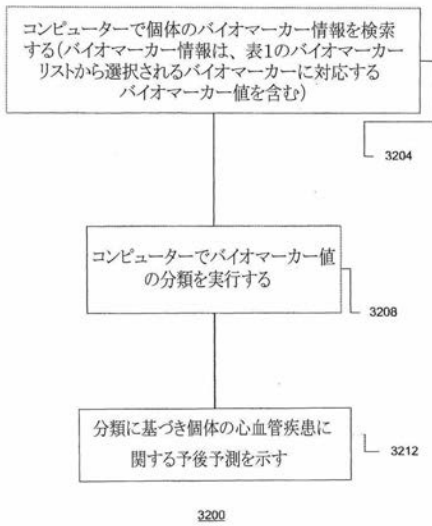 コンピューターで個体のバイオマーカー情報を検索
する(バイオマーカー情報は、表1のバイオマーカー
リストから選択されるバイオマーカーに対応する
バイオマーカー値を含む)
3204
コンピューターでバイオマーカー値
の分類を実行する
3208
分類に基づき個体の心血管疾患に
関する予後予測を示す
3212
3200